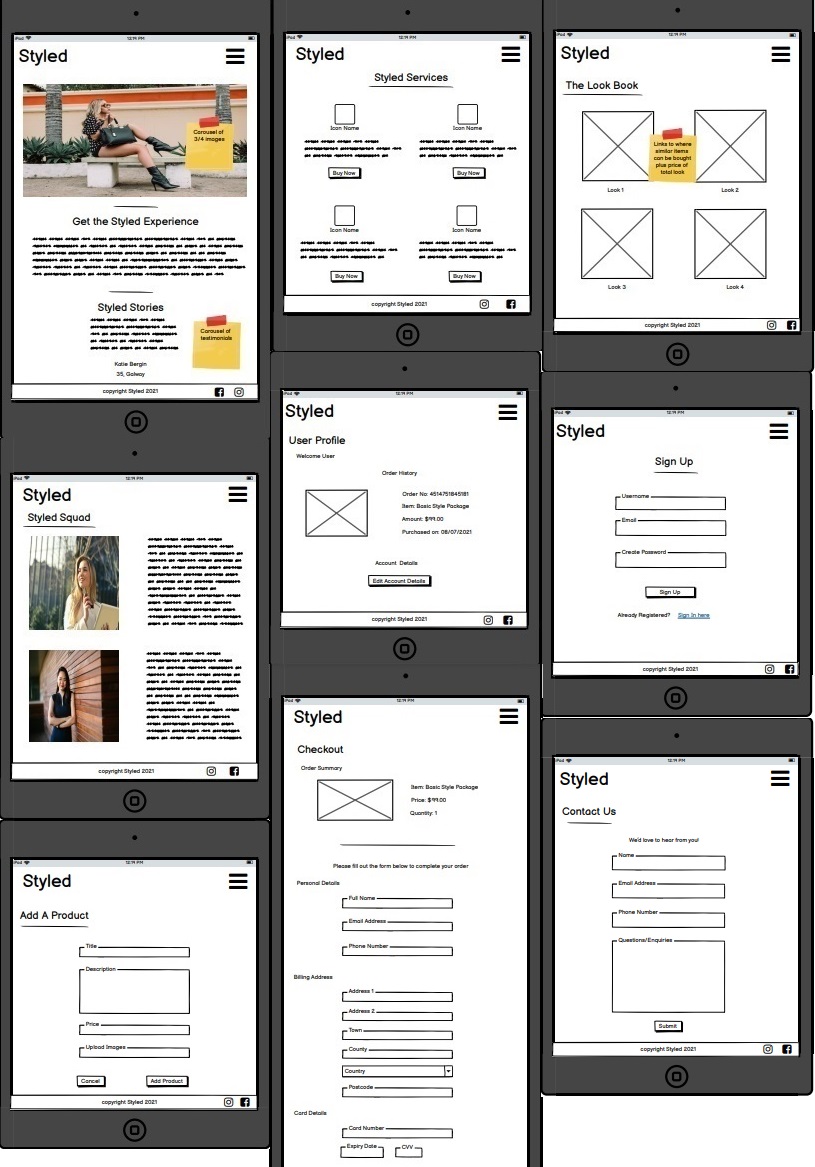 iPad
12:19 PM
Styled
Carousel of
3/4 images
Get the Styled Experience
Styled Stories
Carousel of
testimonials
Katie Bergin
35, Galway
copyright Styled 2021
iPad
12:19 PM
Styled
Styled Services
Icon Name
Icon Name
Buy Now
Buy Now
Icon Name
Icon Name
Buy Now
Buy Now
copyright Styled 2021
iPad
12:19 PM
Styled
The Look Book
Links to where
similar items
can be bought
plus price of
total look
Look 1
Look 2
Look 3
Look 4
copyright Styled 2021
iPad
12:19 PM
Styled
Styled Squad
copyright Styled 2021
iPad
12:19 PM
Styled
User Profile
Welcome User
Order History
Order No: 4514751845181
Item: Basic Style Package
Amount: $99.00
Purchased on: 08/07/2021
Account Details
Edit Account Details
copyright Styled 2021
iPad
12:19 PM
Styled
Sign Up
Username
Email
Create Password
Sign Up
Already Registered? Sign In here
copyright Styled 2021
iPad
12:19 PM
Styled
Add A Product
Title
Description
Price
Upload Images
Cancel
Add Product
copyright Styled 2021
iPad
12:19 PM
Styled
Checkout
Order Summary
Item: Basic Style Package
Price: $99.00
Quantity: 1
Please fill out the form below to complete your order
Personal Details
Full Name
Email Address
Phone Number
Billing Address
Address 1
Address 2
Town
County
Country
Postcode
Card Details
Card Number
Expiry Date
CVV
iPad
12:19 PM
Styled
Contact Us
We'd love to hear from you!
Name
Email Address
Phone Number
Questions/Enquiries
Submit
copyright Styled 2021